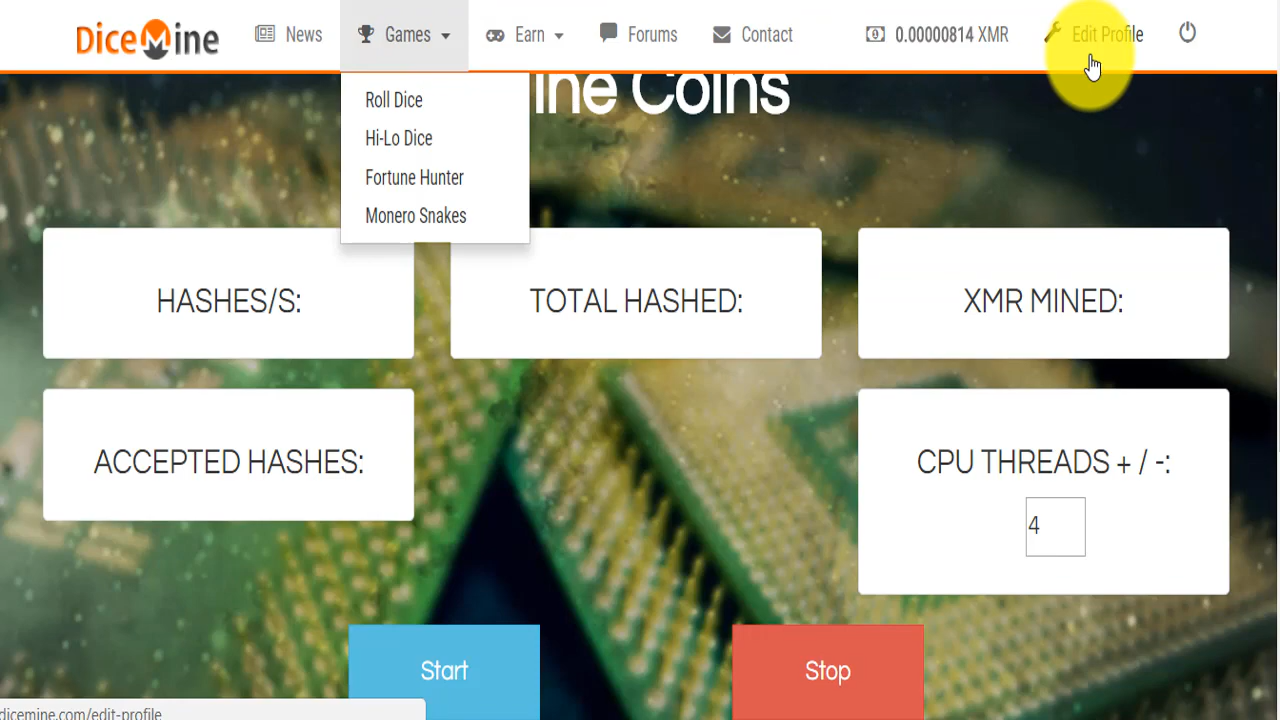 DiceMine News Games Earn Forums Contact 0.00000814 XMR Edit Profile
Roll Dice
Hi-Lo Dice
Fortune Hunter
Monero Snakes
Coins
HASHES/S: TOTAL HASHED: XMR MINED:
ACCEPTED HASHES: CPU THREADS + / -:
4
Start Stop
dicemine.com/edit-profile